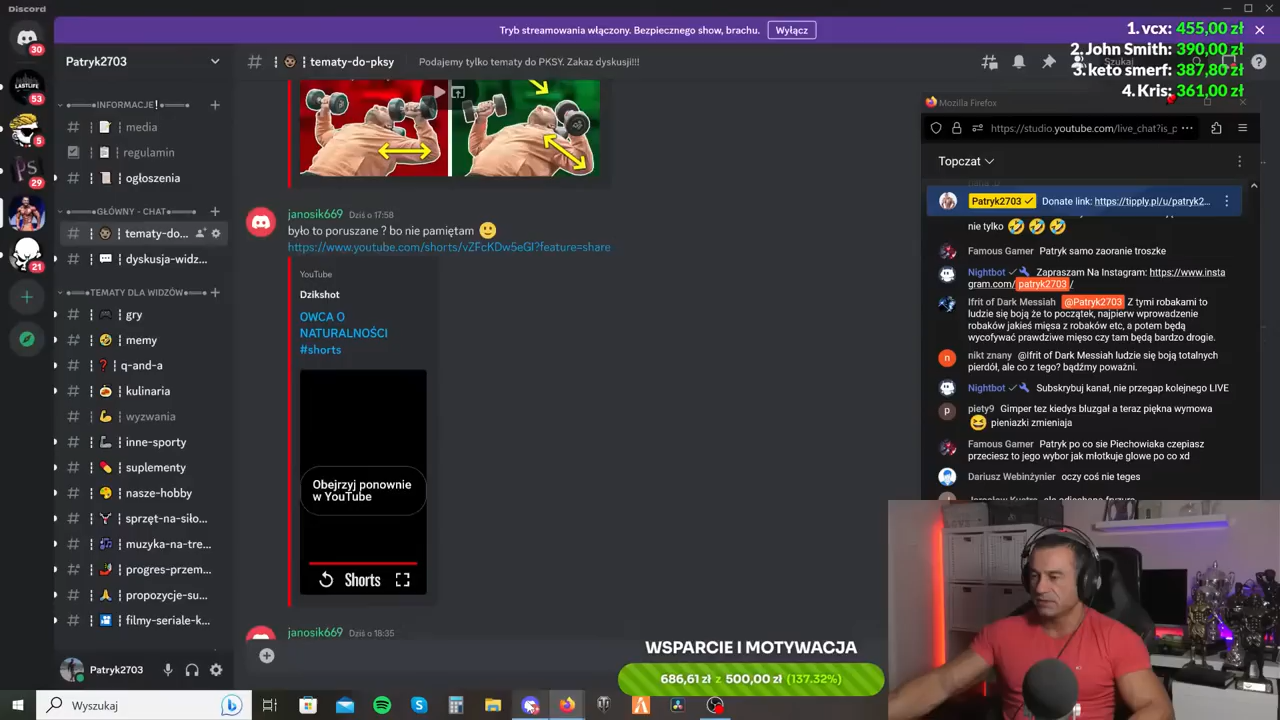 Discord
Tryb streamowania włączony. Bezpiecznego show, brachu.
Wyłącz
1. vcx: 455,00 zł
2. John Smith: 390,00 zł
3. keto smerf: 387,80 zł
4. Kris: 361,00 zł
30
53
5
29
21
LASTLIFE
Patryk2703
tematy-do-pksy
Podajemy tylko tematy do PKSY. Zakaz dyskusji!!!
Szukaj
INFORMACJE!
media
regulamin
ogłoszenia
GŁÓWNY - CHAT
tematy-do...
dyskusja-widz...
TEMATY DLA WIDZÓW
gry
memy
q-and-a
kulinaria
wyzwania
inne-sporty
suplementy
nasze-hobby
sprzęt-na-siło...
muzyka-na-tre...
progres-przem...
propozycje-su...
filmy-seriale-k...
Patryk2703
janosik669 Dziś o 17:58
było to poruszane ? bo nie pamiętam
https://www.youtube.com/shorts/vZFcKDw5eGI?feature=share
YouTube
Dzikshot
OWCA O
NATURALNOŚCI
#shorts
Obejrzyj ponownie
w YouTube
Shorts
janosik669 Dziś o 18:35
Mozilla Firefox
https://studio.youtube.com/live_chat?is_p
Topczat
Patryk2703 Donate link: https://tipply.pl/u/patryk2...
nie tylko
Famous Gamer Patryk samo zaoranie troszke
Nightbot Zapraszam Na Instagram: https://www.insta
gram.com/patryk2703/
Ifrit of Dark Messiah @Patryk2703 Z tymi robakami to
ludzie się boją że to początek, najpierw wprowadzenie
robaków jakieś mięsa z robaków etc, a potem będą
wycofywać prawdziwe mięso czy tam będą bardzo drogie.
nikt znany @Ifrit of Dark Messiah ludzie się boją totalnych
pierdół, ale co z tego? bądźmy poważni.
Nightbot Subskrybuj kanał, nie przegap kolejnego LIVE
piety9 Gimper tez kiedys bluzgal a teraz piękna wymowa
pieniazki zmieniaja
Famous Gamer Patryk po co sie Piechowiaka czepiasz
przeciesz to jego wybor jak młotkuje glowe po co xd
Dariusz Webinżynier oczy coś nie teges
WSPARCIE I MOTYWACJA
686,61 zł z 500,00 zł (137.32%)
Wyszukaj